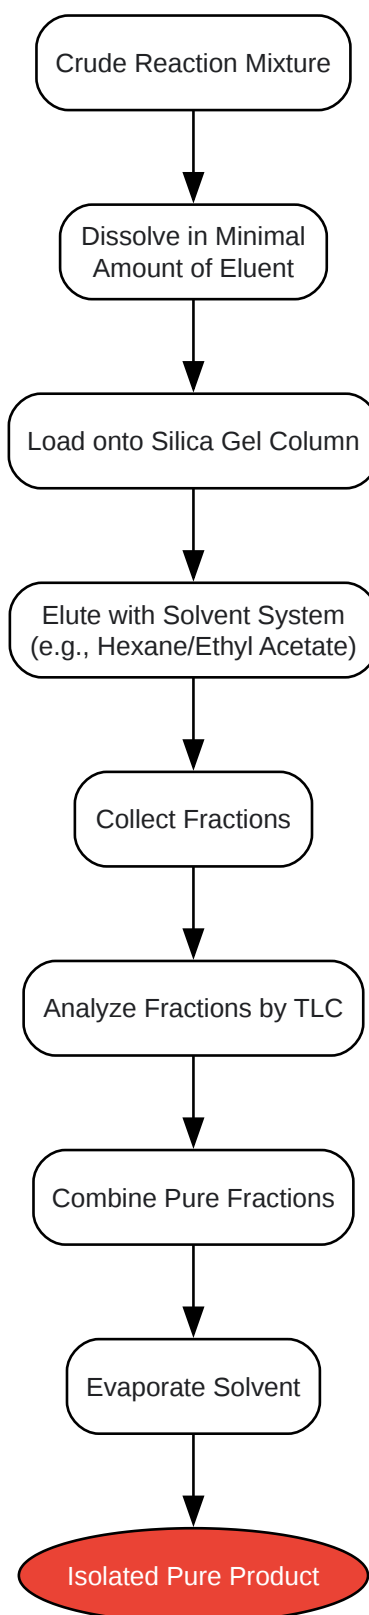 Crude Reaction Mixture
Dissolve in Minimal
Amount of Eluent
Load onto Silica Gel Column
Elute with Solvent System
(e.g., Hexane/Ethyl Acetate)
Collect Fractions
Analyze Fractions by TLC
Combine Pure Fractions
Evaporate Solvent
Isolated Pure Product